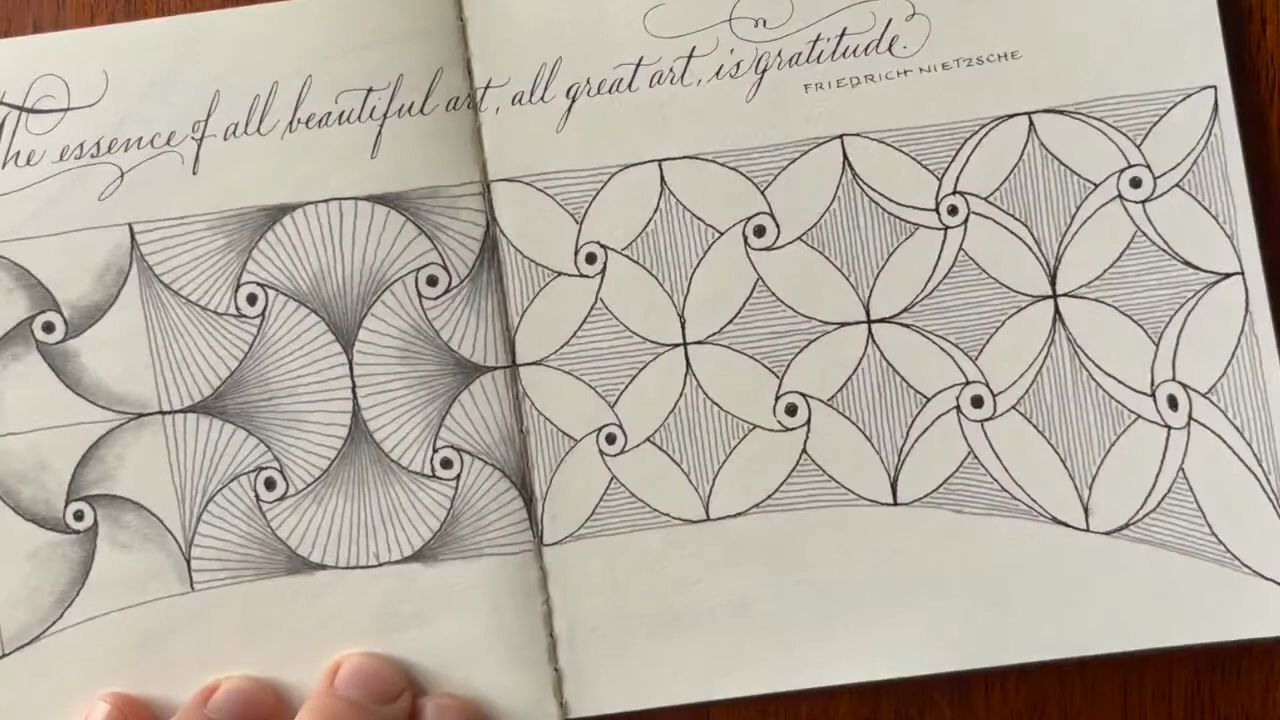 The essence of all beautiful art, all great art, is gratitude.
FRIEDRICH NIETZSCHE